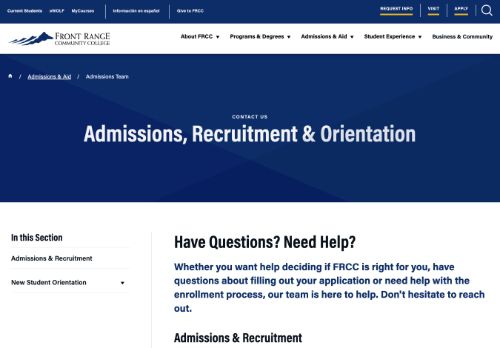 Current Students eWOLF MyCourses Información en español Give to FRCC REQUEST INFO VISIT APPLY
FRONT RANGE
COMMUNITY COLLEGE
About FRCC Programs & Degrees Admissions & Aid Student Experience Business & Community
/ Admissions & Aid / Admissions Team
CONTACT US
Admissions, Recruitment & Orientation
In this Section
Admissions & Recruitment
New Student Orientation
Have Questions? Need Help?
Whether you want help deciding if FRCC is right for you, have
questions about filling out your application or need help with the
enrollment process, our team is here to help. Don't hesitate to reach
out.
Admissions & Recruitment